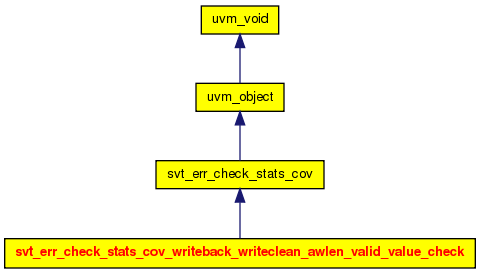 uvm_void
uvm_object
svt_err_check_stats_cov
svt_err_check_stats_cov_writeback_writeclean_awlen_valid_value_check